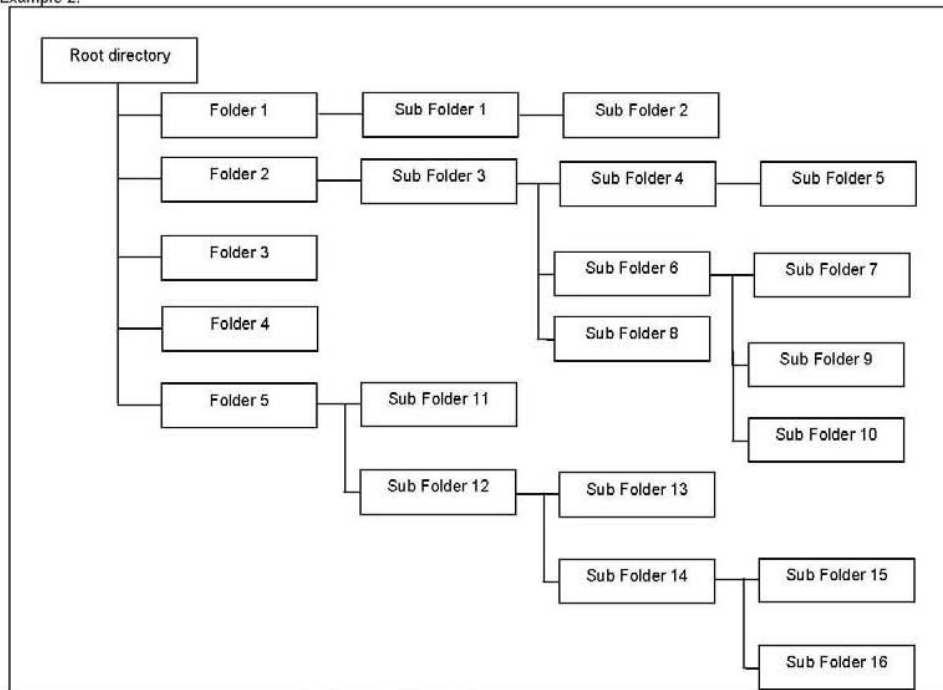 Example 2:
Root directory
Folder 1 Sub Folder 1 Sub Folder 2
Folder 2 Sub Folder 3 Sub Folder 4 Sub Folder 5
Folder 3 Sub Folder 6 Sub Folder 7
Folder 4 Sub Folder 8
Sub Folder 9
Folder 5 Sub Folder 11
Sub Folder 10
Sub Folder 12 Sub Folder 13
Sub Folder 14 Sub Folder 15
Sub Folder 16